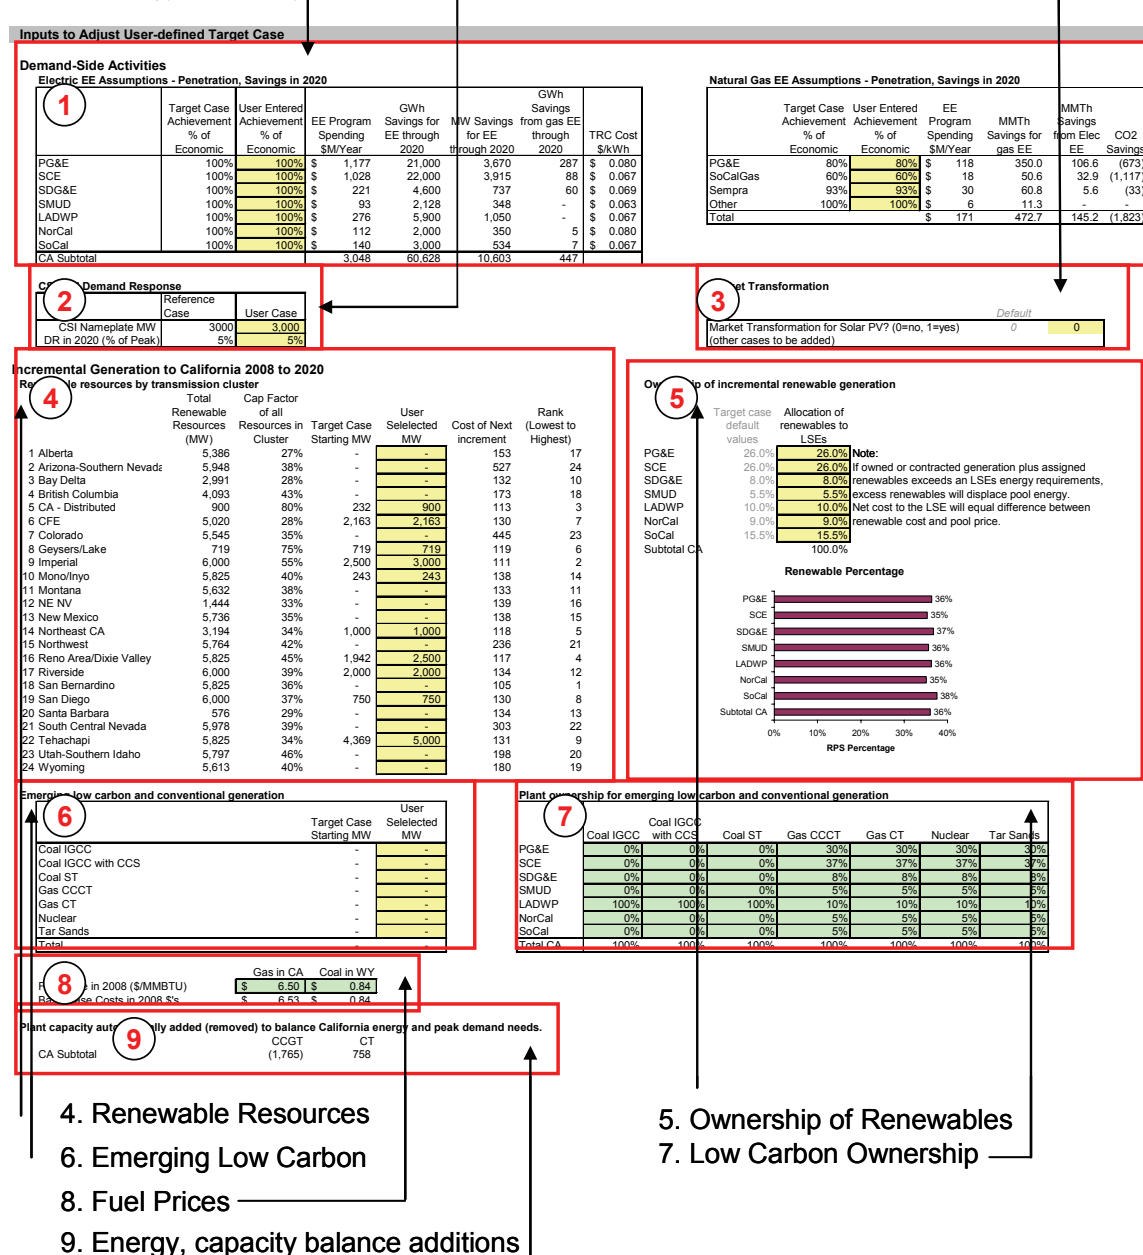 Inputs to Adjust User-defined Target Case
Demand-Side Activities
Electric EE Assumptions - Penetration, Savings in 2020
Target Case Achievement % of Economic | User Entered Achievement % of Economic | EE Program Spending $M/Year | GWh Savings for EE through 2020 | MW Savings for EE through 2020 | GWh Savings from gas EE through 2020 | TRC Cost $/kWh
PG&E 100% 100% $ 1,177 21,000 3,670 287 $ 0.080
SCE 100% 100% $ 1,028 22,000 3,915 88 $ 0.067
SDG&E 100% 100% $ 221 4,600 737 60 $ 0.069
SMUD 100% 100% $ 93 2,128 348 - $ 0.063
LADWP 100% 100% $ 276 5,900 1,050 - $ 0.067
NorCal 100% 100% $ 112 2,000 350 5 $ 0.080
SoCal 100% 100% $ 140 3,000 534 7 $ 0.067
CA Subtotal 3,048 60,628 10,603 447
1
Natural Gas EE Assumptions - Penetration, Savings in 2020
Target Case Achievement % of Economic | User Entered Achievement % of Economic | EE Program Spending $M/Year | MMTh Savings for gas EE | MMTh Savings from Elec EE | CO2 Savings
PG&E 80% 80% $ 118 350.0 106.6 (673)
SoCalGas 60% 60% $ 18 50.6 32.9 (1,117)
Sempra 93% 93% $ 30 60.8 5.6 (33)
Other 100% 100% $ 6 11.3 - -
Total $ 171 472.7 145.2 (1,823)
2
Demand Response
Reference Case | User Case
CSI Nameplate MW 3000 3,000
DR in 2020 (% of Peak) 5% 5%
3
Transformation
Default
Market Transformation for Solar PV? (0=no, 1=yes) 0 0
(other cases to be added)
Incremental Generation to California 2008 to 2020
resources by transmission cluster
4
Total Renewable Resources (MW) | Cap Factor of all Resources in Cluster | Target Case Starting MW | User Selelected MW | Cost of Next increment | Rank (Lowest to Highest)
1 Alberta 5,386 27% - - 153 17
2 Arizona-Southern Nevada 5,948 38% - - 527 24
3 Bay Delta 2,991 28% - - 132 10
4 British Columbia 4,093 43% - - 173 18
5 CA - Distributed 900 80% 232 900 113 3
6 CFE 5,020 28% 2,163 2,163 130 7
7 Colorado 5,545 35% - - 445 23
8 Geysers/Lake 719 75% 719 719 119 6
9 Imperial 6,000 55% 2,500 3,000 111 2
10 Mono/Inyo 5,825 40% 243 243 138 14
11 Montana 5,632 38% - - 133 11
12 NE NV 1,444 33% - - 139 16
13 New Mexico 5,736 35% - - 138 15
14 Northeast CA 3,194 34% 1,000 1,000 118 5
15 Northwest 5,764 42% - - 236 21
16 Reno Area/Dixie Valley 5,825 45% 1,942 2,500 117 4
17 Riverside 6,000 39% 2,000 2,000 134 12
18 San Bernardino 5,825 36% - - 105 1
19 San Diego 6,000 37% 750 750 130 8
20 Santa Barbara 576 29% - - 134 13
21 South Central Nevada 5,978 39% - - 303 22
22 Tehachapi 5,825 34% 4,369 5,000 131 9
23 Utah-Southern Idaho 5,797 46% - - 198 20
24 Wyoming 5,613 40% - - 180 19
of incremental renewable generation
5
Target case default values | Allocation of renewables to LSEs
PG&E 26.0% 26.0% Note:
SCE 26.0% 26.0% If owned or contracted generation plus assigned
SDG&E 8.0% 8.0% renewables exceeds an LSEs energy requirements,
SMUD 5.5% 5.5% excess renewables will displace pool energy.
LADWP 10.0% 10.0% Net cost to the LSE will equal difference between
NorCal 9.0% 9.0% renewable cost and pool price.
SoCal 15.5% 15.5%
Subtotal CA 100.0%
Renewable Percentage
PG&E 36%
SCE 35%
SDG&E 37%
SMUD 36%
LADWP 36%
NorCal 35%
SoCal 38%
Subtotal CA 36%
0% 10% 20% 30% 40%
RPS Percentage
Emerging low carbon and conventional generation
6
Target Case Starting MW | User Selelected MW
Coal IGCC - -
Coal IGCC with CCS - -
Coal ST - -
Gas CCCT - -
Gas CT - -
Nuclear - -
Tar Sands - -
Total - -
Plant ownership for emerging low carbon and conventional generation
7
Coal IGCC | Coal IGCC with CCS | Coal ST | Gas CCCT | Gas CT | Nuclear | Tar Sands
PG&E 0% 0% 0% 30% 30% 30% 30%
SCE 0% 0% 0% 37% 37% 37% 37%
SDG&E 0% 0% 0% 8% 8% 8% 8%
SMUD 0% 0% 0% 5% 5% 5% 5%
LADWP 100% 100% 100% 10% 10% 10% 10%
NorCal 0% 0% 0% 5% 5% 5% 5%
SoCal 0% 0% 0% 5% 5% 5% 5%
Total CA 100% 100% 100% 100% 100% 100% 100%
8
Gas in CA Coal in WY
in 2008 ($/MMBTU) $ 6.50 $ 0.84
Costs in 2008 $'s $ 6.53 $ 0.84
Plant capacity added (removed) to balance California energy and peak demand needs.
9
CCGT CT
CA Subtotal (1,765) 758
4. Renewable Resources
6. Emerging Low Carbon
8. Fuel Prices
9. Energy, capacity balance additions
5. Ownership of Renewables
7. Low Carbon Ownership